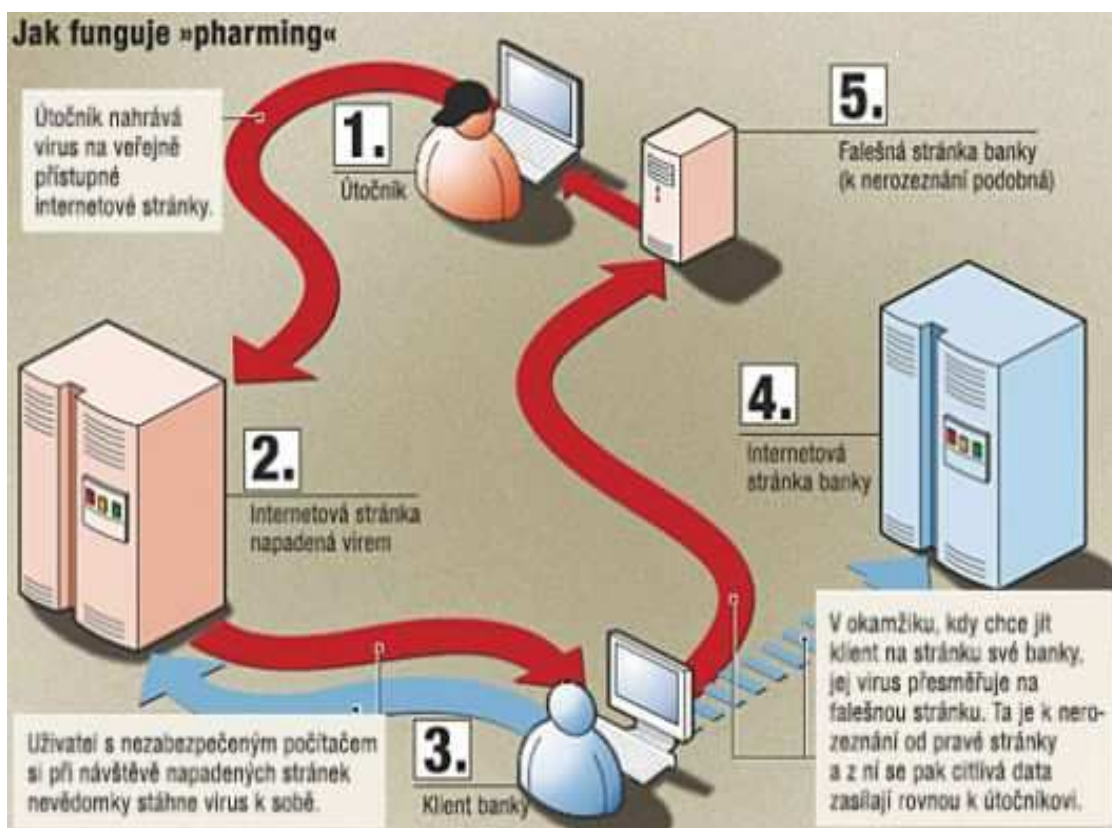 Jak funguje »pharming«
Útočník nahrává
virus na veřejně
přístupné
internetové stránky.
1.
Útočník
5.
Falešná stránka banky
(k nerozeznání podobná)
2.
Internetová stránka
napadená virem
4.
Internetová
stránka banky
Uživatel s nezabezpečeným počítačem
si při návštěvě napadených stránek
nevědomky stáhne virus k sobě.
3.
Klient banky
V okamžiku, kdy chce jít
klient na stránku své banky,
jej virus přesměruje na
falešnou stránku. Ta je k nero-
zeznání od pravé stránky
a z ní se pak citlivá data
zasílají rovnou k útočníkovi.